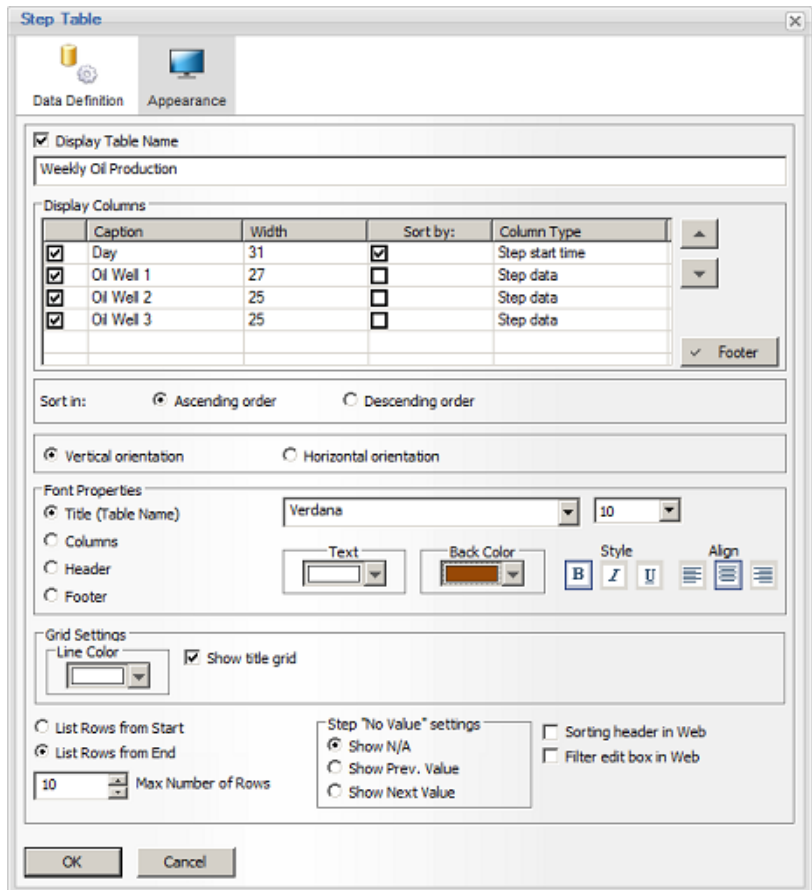 Step Table
Data Definition Appearance
Display Table Name
Weekly Oil Production
Display Columns
Caption Width Sort by: Column Type
Day 31 Step start time
Oil Well 1 27 Step data
Oil Well 2 25 Step data
Oil Well 3 25 Step data
Footer
Sort in: Ascending order Descending order
Vertical orientation Horizontal orientation
Font Properties
Title (Table Name) Verdana 10
Columns
Text Back Color Style Align
Header B I U
Footer
Grid Settings
Line Color
Show title grid
List Rows from Start
List Rows from End
10 Max Number of Rows
Step "No Value" settings
Show N/A
Show Prev. Value
Show Next Value
Sorting header in Web
Filter edit box in Web
OK Cancel